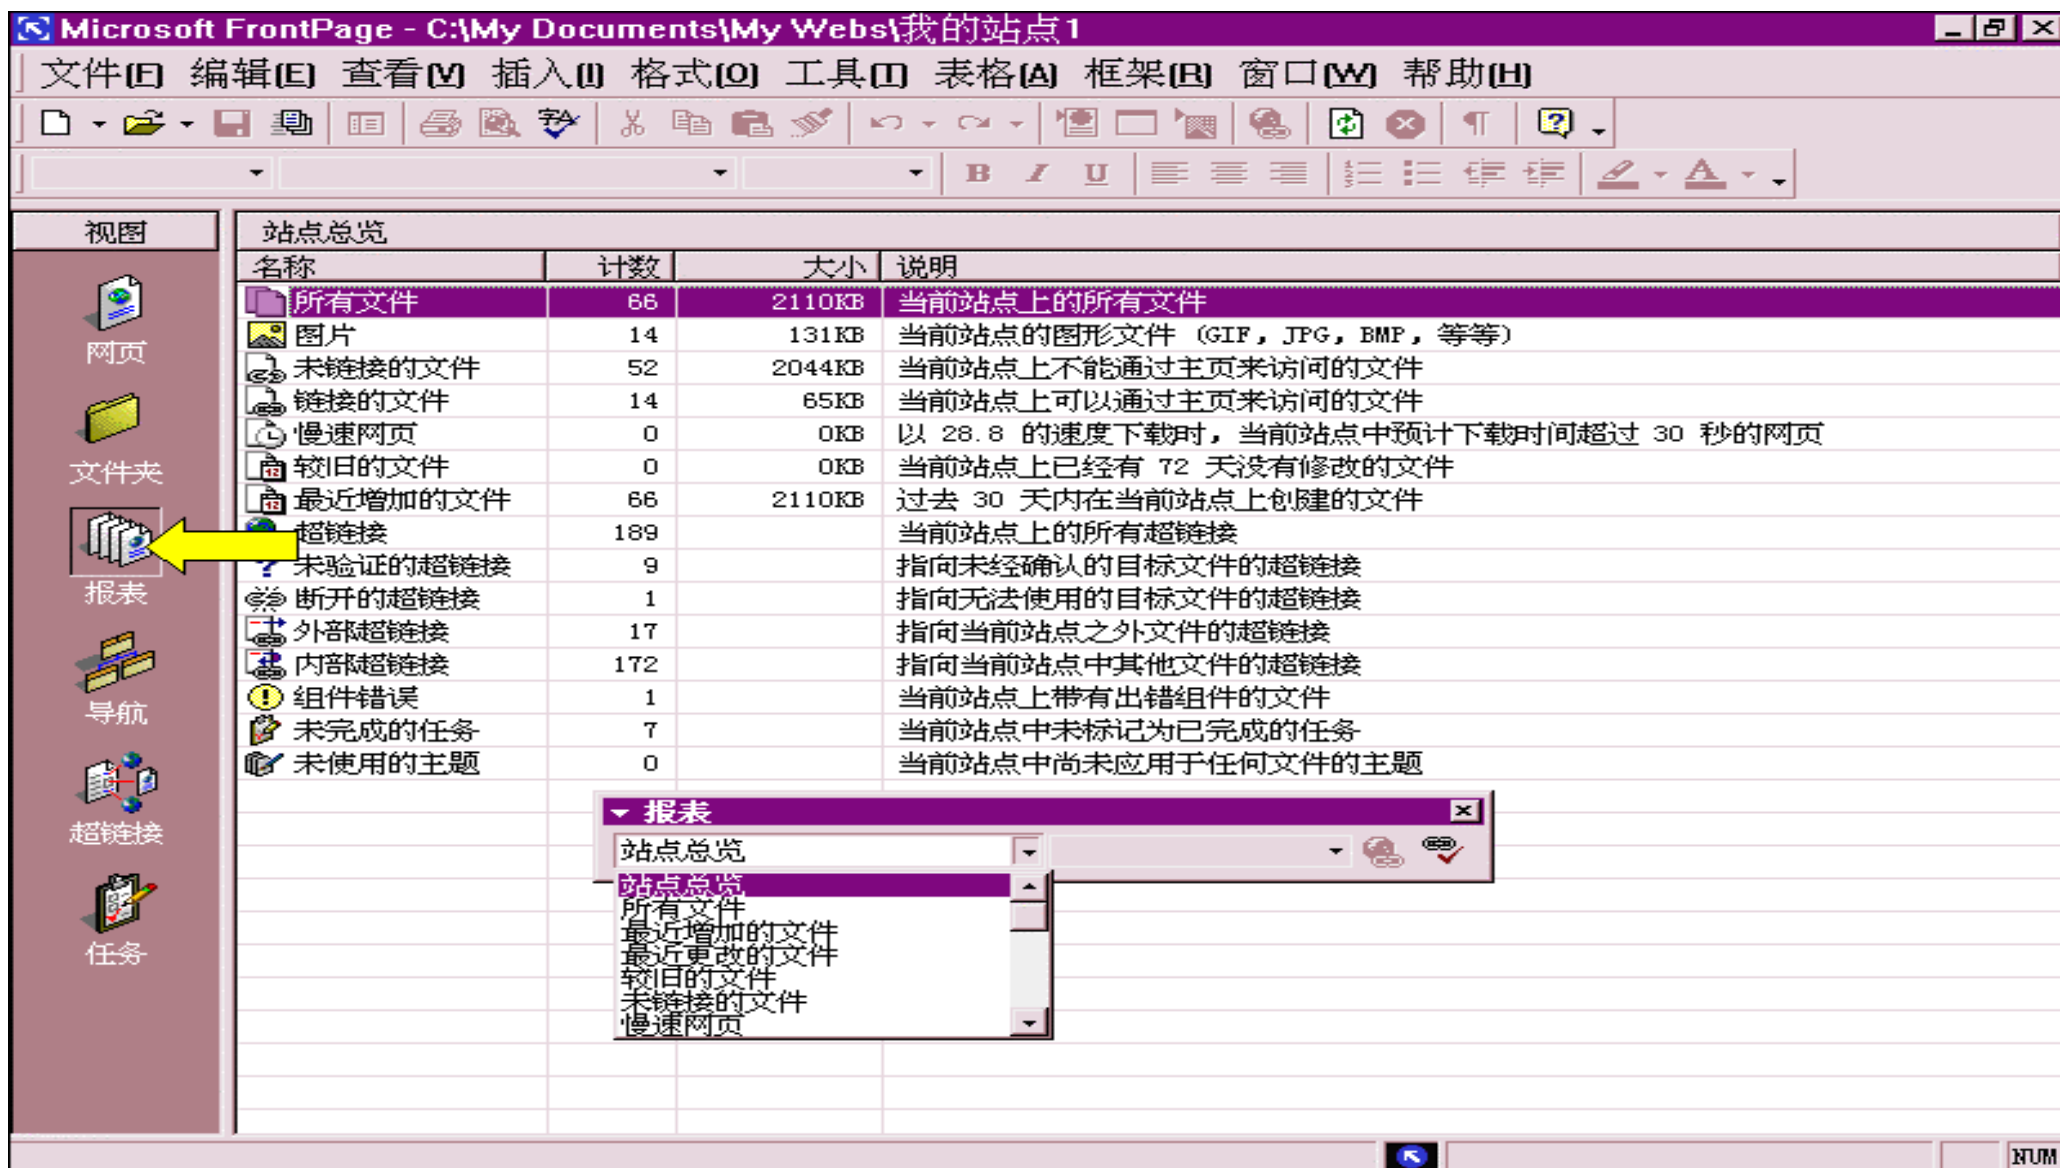 Microsoft FrontPage - C:\My Documents\My Webs\我的站点1
文件(F) 编辑(E) 查看(V) 插入(I) 格式(O) 工具(T) 表格(A) 框架(R) 窗口(W) 帮助(H)
B I U A
视图 站点总览
名称 计数 大小 说明
所有文件 66 2110KB 当前站点上的所有文件
图片 14 131KB 当前站点的图形文件 (GIF, JPG, BMP, 等等)
未链接的文件 52 2044KB 当前站点上不能通过主页来访问的文件
链接的文件 14 65KB 当前站点上可以通过主页来访问的文件
慢速网页 0 0KB 以 28.8 的速度下载时, 当前站点中预计下载时间超过 30 秒的网页
较旧的文件 0 0KB 当前站点上已经有 72 天没有修改的文件
最近增加的文件 66 2110KB 过去 30 天内在当前站点上创建的文件
超链接 189 当前站点上的所有超链接
? 未验证的超链接 9 指向未经确认的目标文件的超链接
断开的超链接 1 指向无法使用的目标文件的超链接
外部超链接 17 指向当前站点之外文件的超链接
内部超链接 172 指向当前站点中其他文件的超链接
组件错误 1 当前站点上带有出错组件的文件
未完成的任务 7 当前站点中未标记为已完成的任务
未使用的主题 0 当前站点中尚未应用于任何文件的主题
网页
文件夹
报表
导航
超链接
任务
报表
站点总览
站点总览
所有文件
最近增加的文件
最近更改的文件
较旧的文件
未链接的文件
慢速网页
NUM